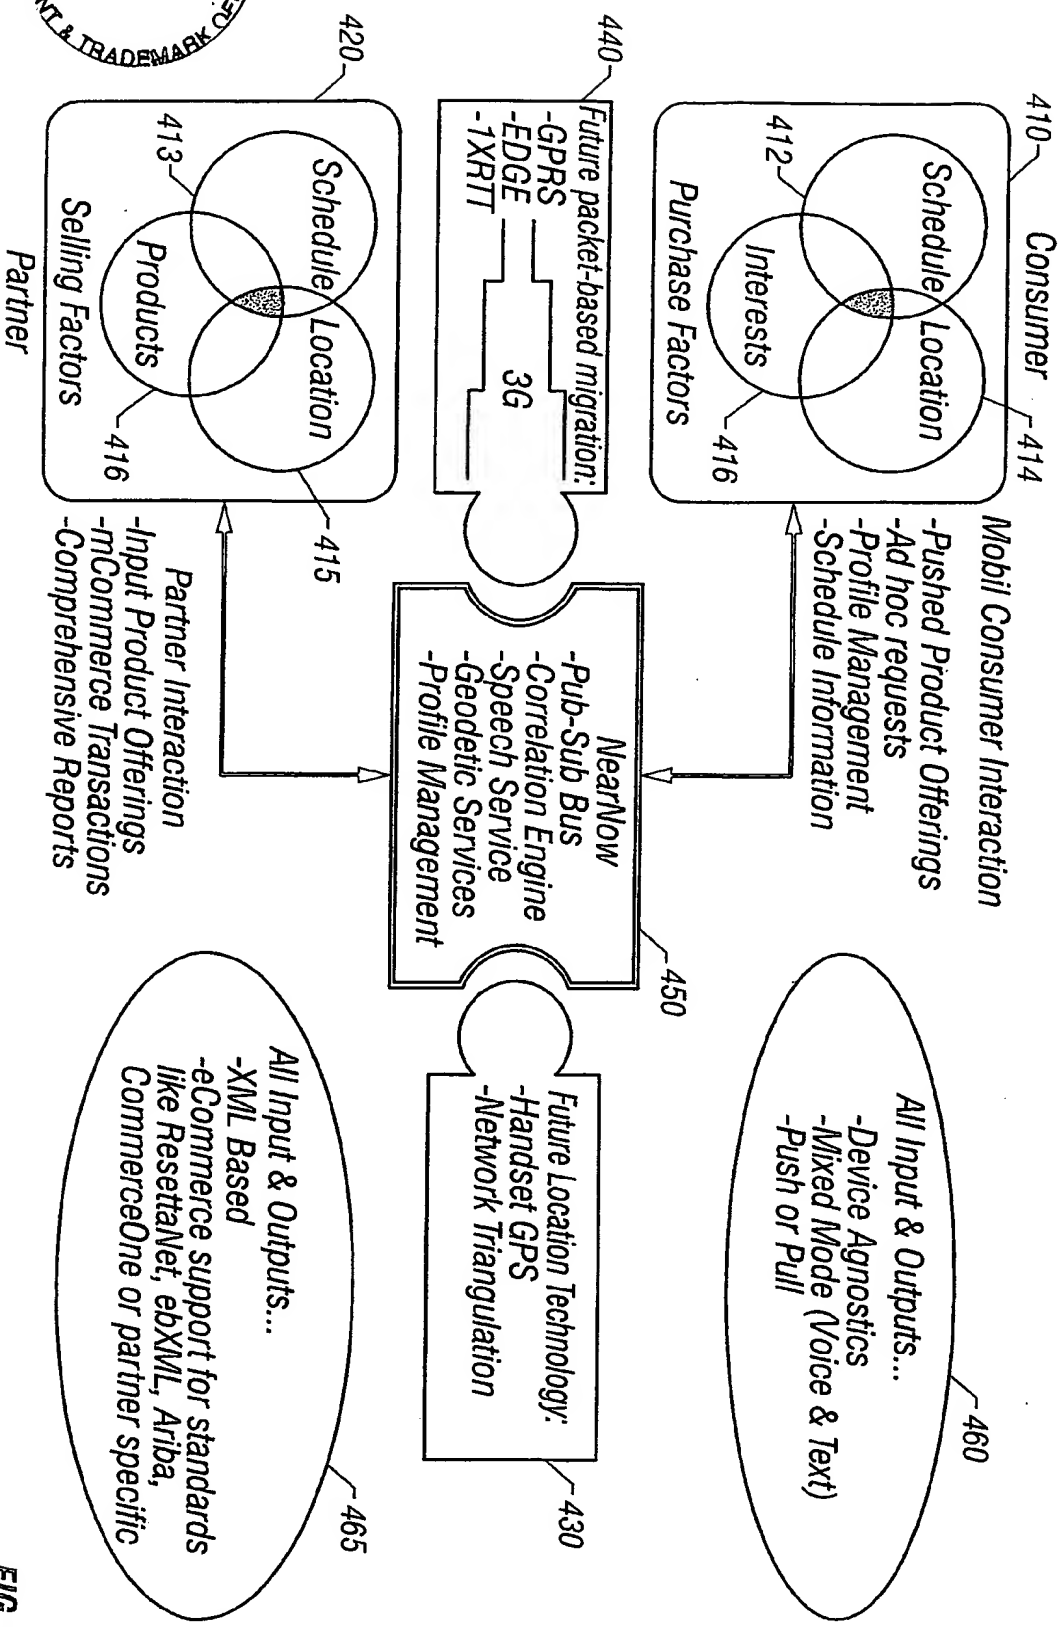 410
Consumer
Schedule
Location
Interests
412
414
416
Purchase Factors
Mobil Consumer Interaction
-Pushed Product Offerings
-Ad hoc requests
-Profile Management
-Schedule Information
All Input & Outputs...
-Device Agnostics
-Mixed Mode (Voice & Text)
-Push or Pull
460
440
Future packet-based migration:
-GPRS
-EDGE
-1XRTT
3G
NearNow
-Pub-Sub Bus
-Correlation Engine
-Speech Service
-Geodetic Services
-Profile Management
450
Future Location Technology:
-Handset GPS
-Network Triangulation
430
420
Schedule
Location
Products
413
415
416
Selling Factors
Partner
Partner Interaction
-Input Product Offerings
-mCommerce Transactions
-Comprehensive Reports
All Input & Outputs...
-XML Based
-eCommerce support for standards
like ResettaNet, ebXML, Ariba,
CommerceOne or partner specific
465
& TRADEMARK
FIG